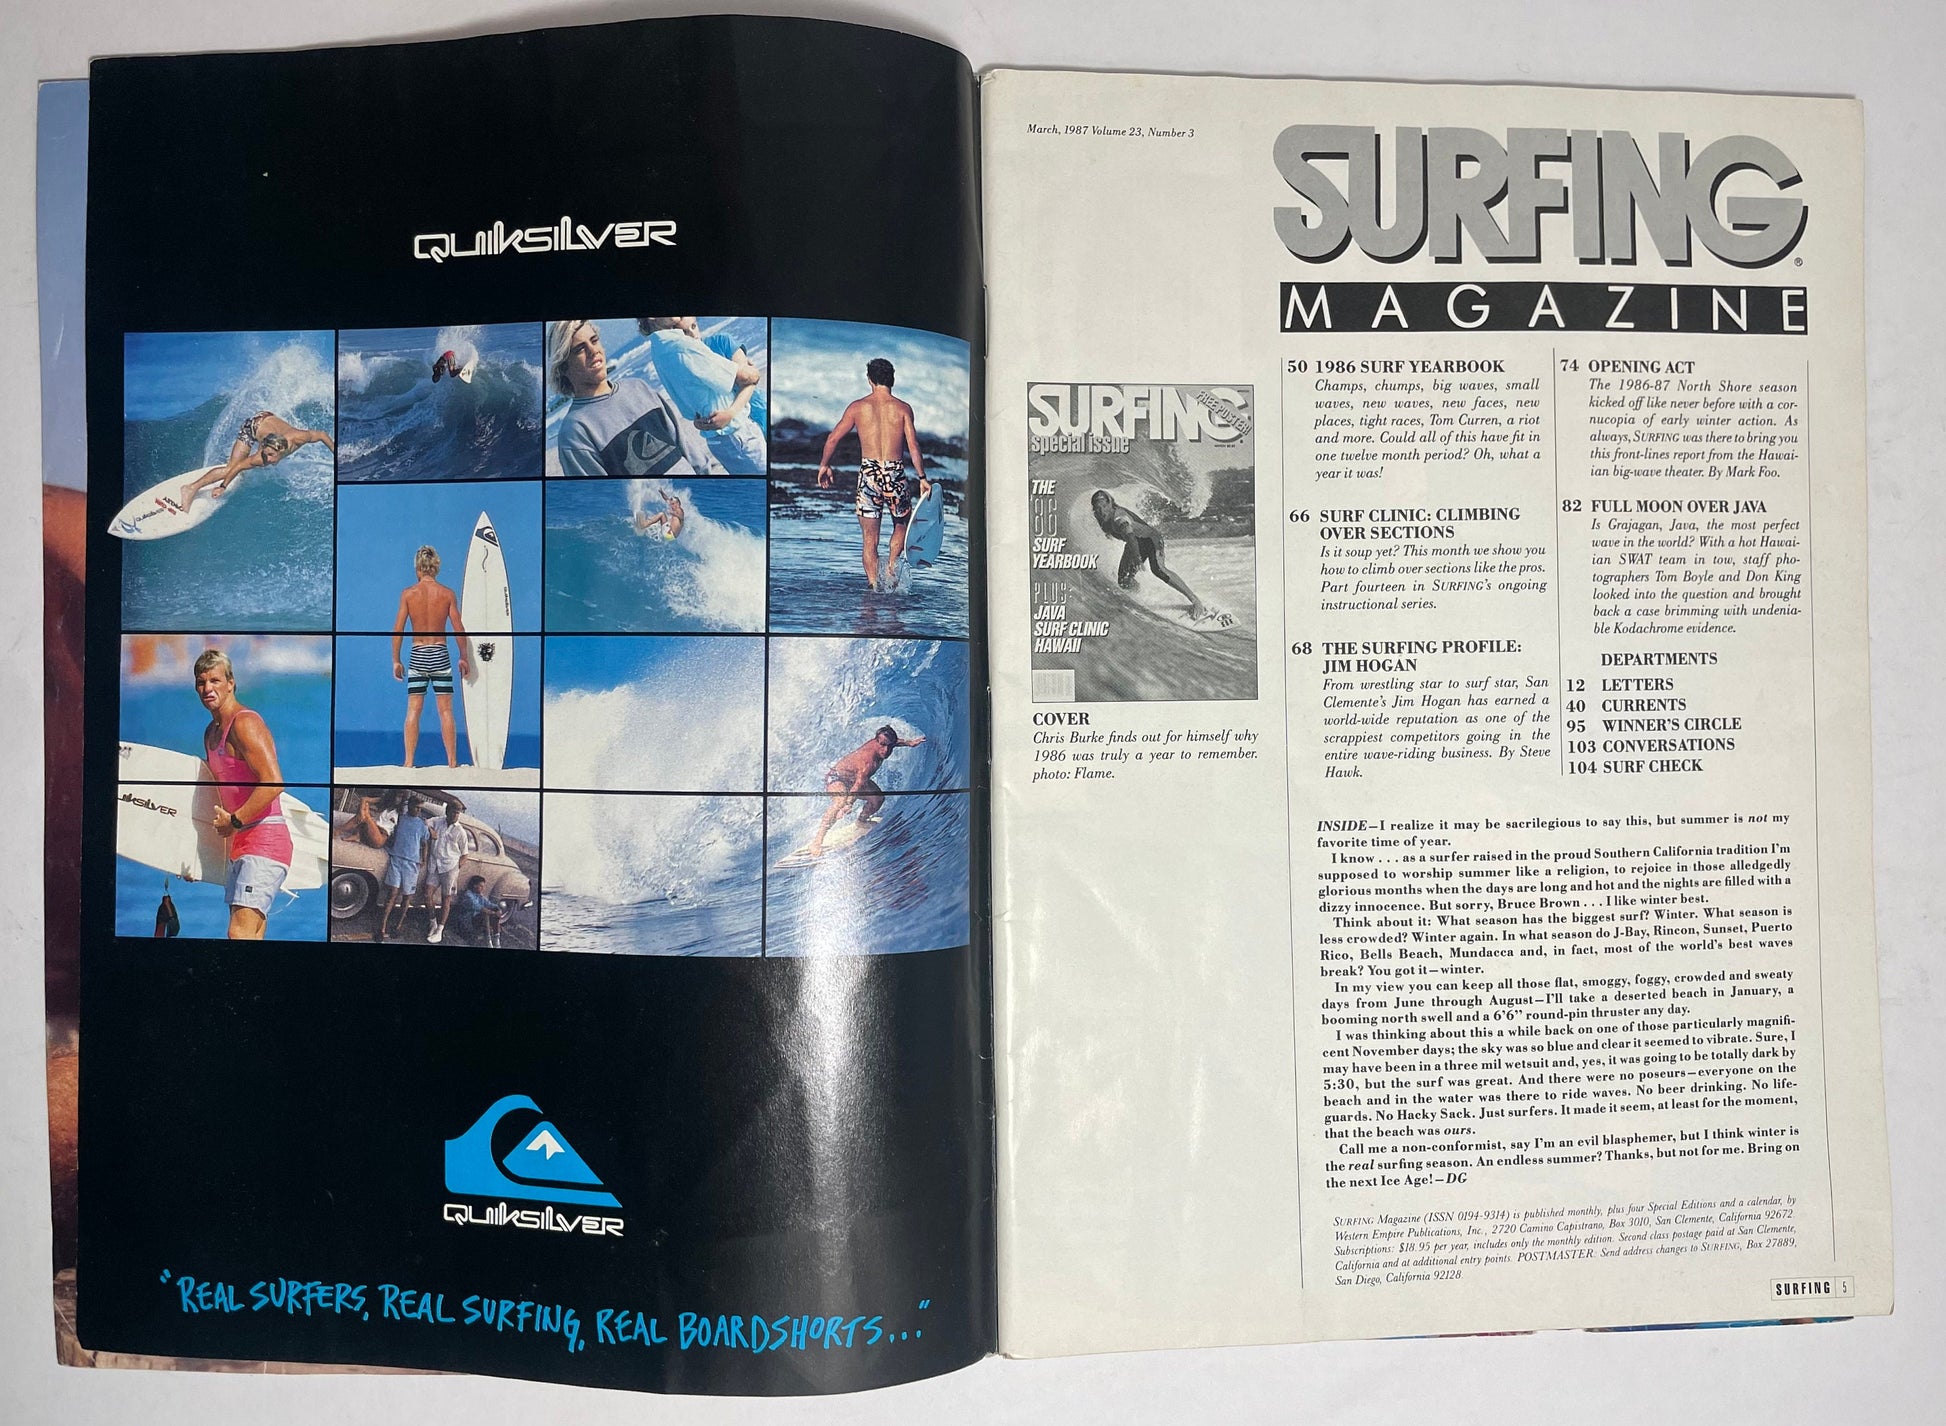 QUIKSILVER
QUIKSILVER
QUIKSILVER
"REAL SURFERS, REAL SURFING, REAL BOARDSHORTS..."
March, 1987 Volume 23, Number 3
SURFING®
MAGAZINE
SURFING
special issue
FREE POSTER!
THE
'86
SURF
YEARBOOK
PLUS:
JAVA
SURF CLINIC
HAWAII
COVER
Chris Burke finds out for himself why
1986 was truly a year to remember.
photo: Flame.
50 1986 SURF YEARBOOK
Champs, chumps, big waves, small
waves, new waves, new faces, new
places, tight races, Tom Curren, a riot
and more. Could all of this have fit in
one twelve month period? Oh, what a
year it was!
66 SURF CLINIC: CLIMBING
OVER SECTIONS
Is it soup yet? This month we show you
how to climb over sections like the pros.
Part fourteen in SURFING's ongoing
instructional series.
68 THE SURFING PROFILE:
JIM HOGAN
From wrestling star to surf star, San
Clemente's Jim Hogan has earned a
world-wide reputation as one of the
scrappiest competitors going in the
entire wave-riding business. By Steve
Hawk.
74 OPENING ACT
The 1986-87 North Shore season
kicked off like never before with a cor-
nucopia of early winter action. As
always, SURFING was there to bring you
this front-lines report from the Hawai-
ian big-wave theater. By Mark Foo.
82 FULL MOON OVER JAVA
Is Grajagan, Java, the most perfect
wave in the world? With a hot Hawai-
ian SWAT team in tow, staff pho-
tographers Tom Boyle and Don King
looked into the question and brought
back a case brimming with undenia-
ble Kodachrome evidence.
DEPARTMENTS
12 LETTERS
40 CURRENTS
95 WINNER'S CIRCLE
103 CONVERSATIONS
104 SURF CHECK
INSIDE—I realize it may be sacrilegious to say this, but summer is not my
favorite time of year.
I know . . . as a surfer raised in the proud Southern California tradition I'm
supposed to worship summer like a religion, to rejoice in those alledgedly
glorious months when the days are long and hot and the nights are filled with a
dizzy innocence. But sorry, Bruce Brown . . . I like winter best.
Think about it: What season has the biggest surf? Winter. What season is
less crowded? Winter again. In what season do J-Bay, Rincon, Sunset, Puerto
Rico, Bells Beach, Mundacca and, in fact, most of the world's best waves
break? You got it—winter.
In my view you can keep all those flat, smoggy, foggy, crowded and sweaty
days from June through August—I'll take a deserted beach in January, a
booming north swell and a 6'6" round-pin thruster any day.
I was thinking about this a while back on one of those particularly magnifi-
cent November days; the sky was so blue and clear it seemed to vibrate. Sure, I
may have been in a three mil wetsuit and, yes, it was going to be totally dark by
5:30, but the surf was great. And there were no poseurs—everyone on the
beach and in the water was there to ride waves. No beer drinking. No life-
guards. No Hacky Sack. Just surfers. It made it seem, at least for the moment,
that the beach was ours.
Call me a non-conformist, say I'm an evil blasphemer, but I think winter is
the real surfing season. An endless summer? Thanks, but not for me. Bring on
the next Ice Age!—DG
SURFING Magazine (ISSN 0194-9314) is published monthly, plus four Special Editions and a calendar, by
Western Empire Publications, Inc., 2720 Camino Capistrano, Box 3010, San Clemente, California 92672.
Subscriptions: $18.95 per year, includes only the monthly edition. Second class postage paid at San Clemente,
California and at additional entry points. POSTMASTER: Send address changes to SURFING, Box 27889,
San Diego, California 92128.
SURFING 5